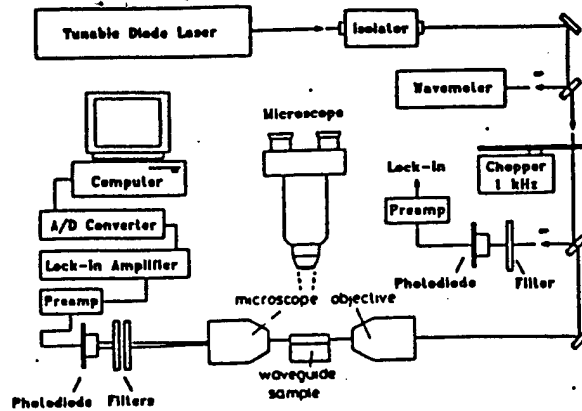 Tunable Diode Laser
Isolator
Wavemeter
Microscope
Lock-in
Chopper
1 kHz
Computer
Preamp
A/D Converter
Lock-in Amplifier
Photodiode
Filter
Preamp
microscope objective
waveguide
sample
Photodiode
Filters